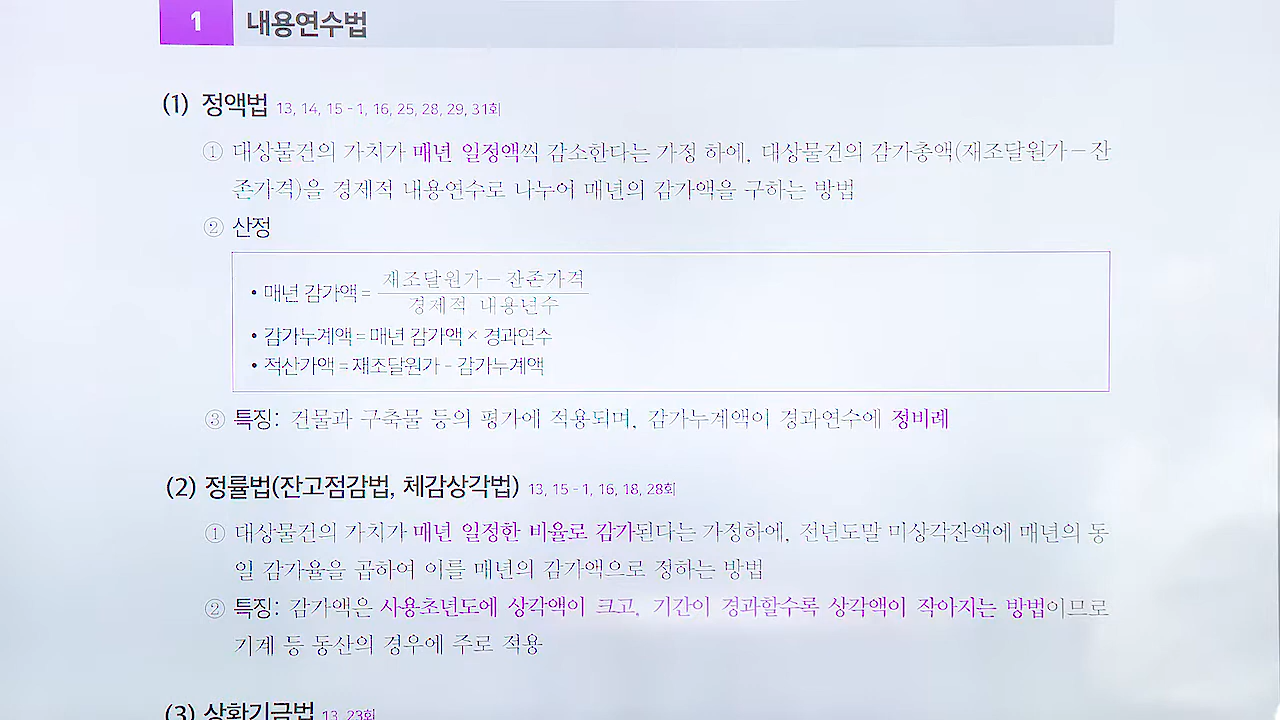 1 내용연수법
(1) 정액법 13, 14, 15-1, 16, 25, 28, 29, 31회
① 대상물건의 가치가 매년 일정액씩 감소한다는 가정 하에, 대상물건의 감가총액(재조달원가-잔
존가격)을 경제적 내용연수로 나누어 매년의 감가액을 구하는 방법
② 산정
• 매년 감가액= 재조달원가-잔존가격
경제적 내용년수
• 감가누계액=매년 감가액×경과연수
• 적산가액=재조달원가-감가누계액
③ 특징: 건물과 구축물 등의 평가에 적용되며, 감가누계액이 경과연수에 정비례
(2) 정률법(잔고점감법, 체감상각법) 13, 15-1, 16, 18, 28회
① 대상물건의 가치가 매년 일정한 비율로 감가된다는 가정하에, 전년도말 미상각잔액에 매년의 동
일 감가율을 곱하여 이를 매년의 감가액으로 정하는 방법
② 특징: 감가액은 사용초년도에 상각액이 크고, 기간이 경과할수록 상각액이 작아지는 방법이므로
기계 등 동산의 경우에 주로 적용
(3) 상환기금법 13, 23회